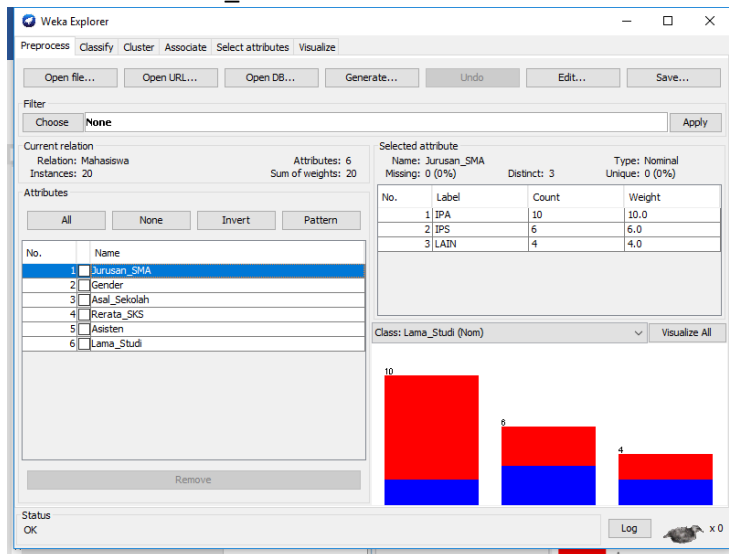 Weka Explorer
Preprocess Classify Cluster Associate Select attributes Visualize
Open file... Open URL... Open DB... Generate... Undo Edit... Save...
Filter
Choose None Apply
Current relation
Relation: Mahasiswa Attributes: 6
Instances: 20 Sum of weights: 20
Attributes
All None Invert Pattern
No. Name
1 Jurusan_SMA
2 Gender
3 Asal_Sekolah
4 Rerata_SKS
5 Asisten
6 Lama_Studi
Remove
Selected attribute
Name: Jurusan_SMA Type: Nominal
Missing: 0 (0%) Distinct: 3 Unique: 0 (0%)
No. Label Count Weight
1 IPA 10 10.0
2 IPS 6 6.0
3 LAIN 4 4.0
Class: Lama_Studi (Nom) Visualize All
10
6
4
Status
OK Log x 0